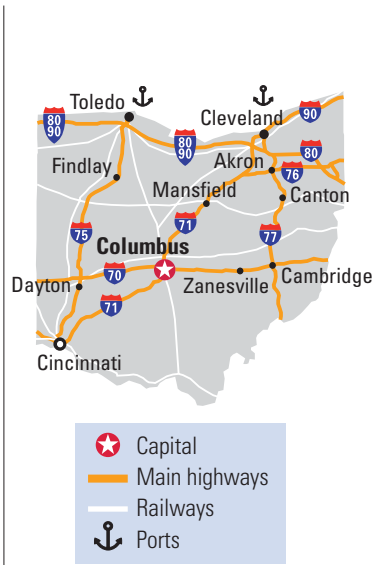 Toledo
Cleveland
90
80
90
80
90
80
Akron
76
Findlay
Mansfield
Canton
71
75
77
Columbus
70
Dayton
Zanesville
Cambridge
71
Cincinnati
Capital
Main highways
Railways
Ports